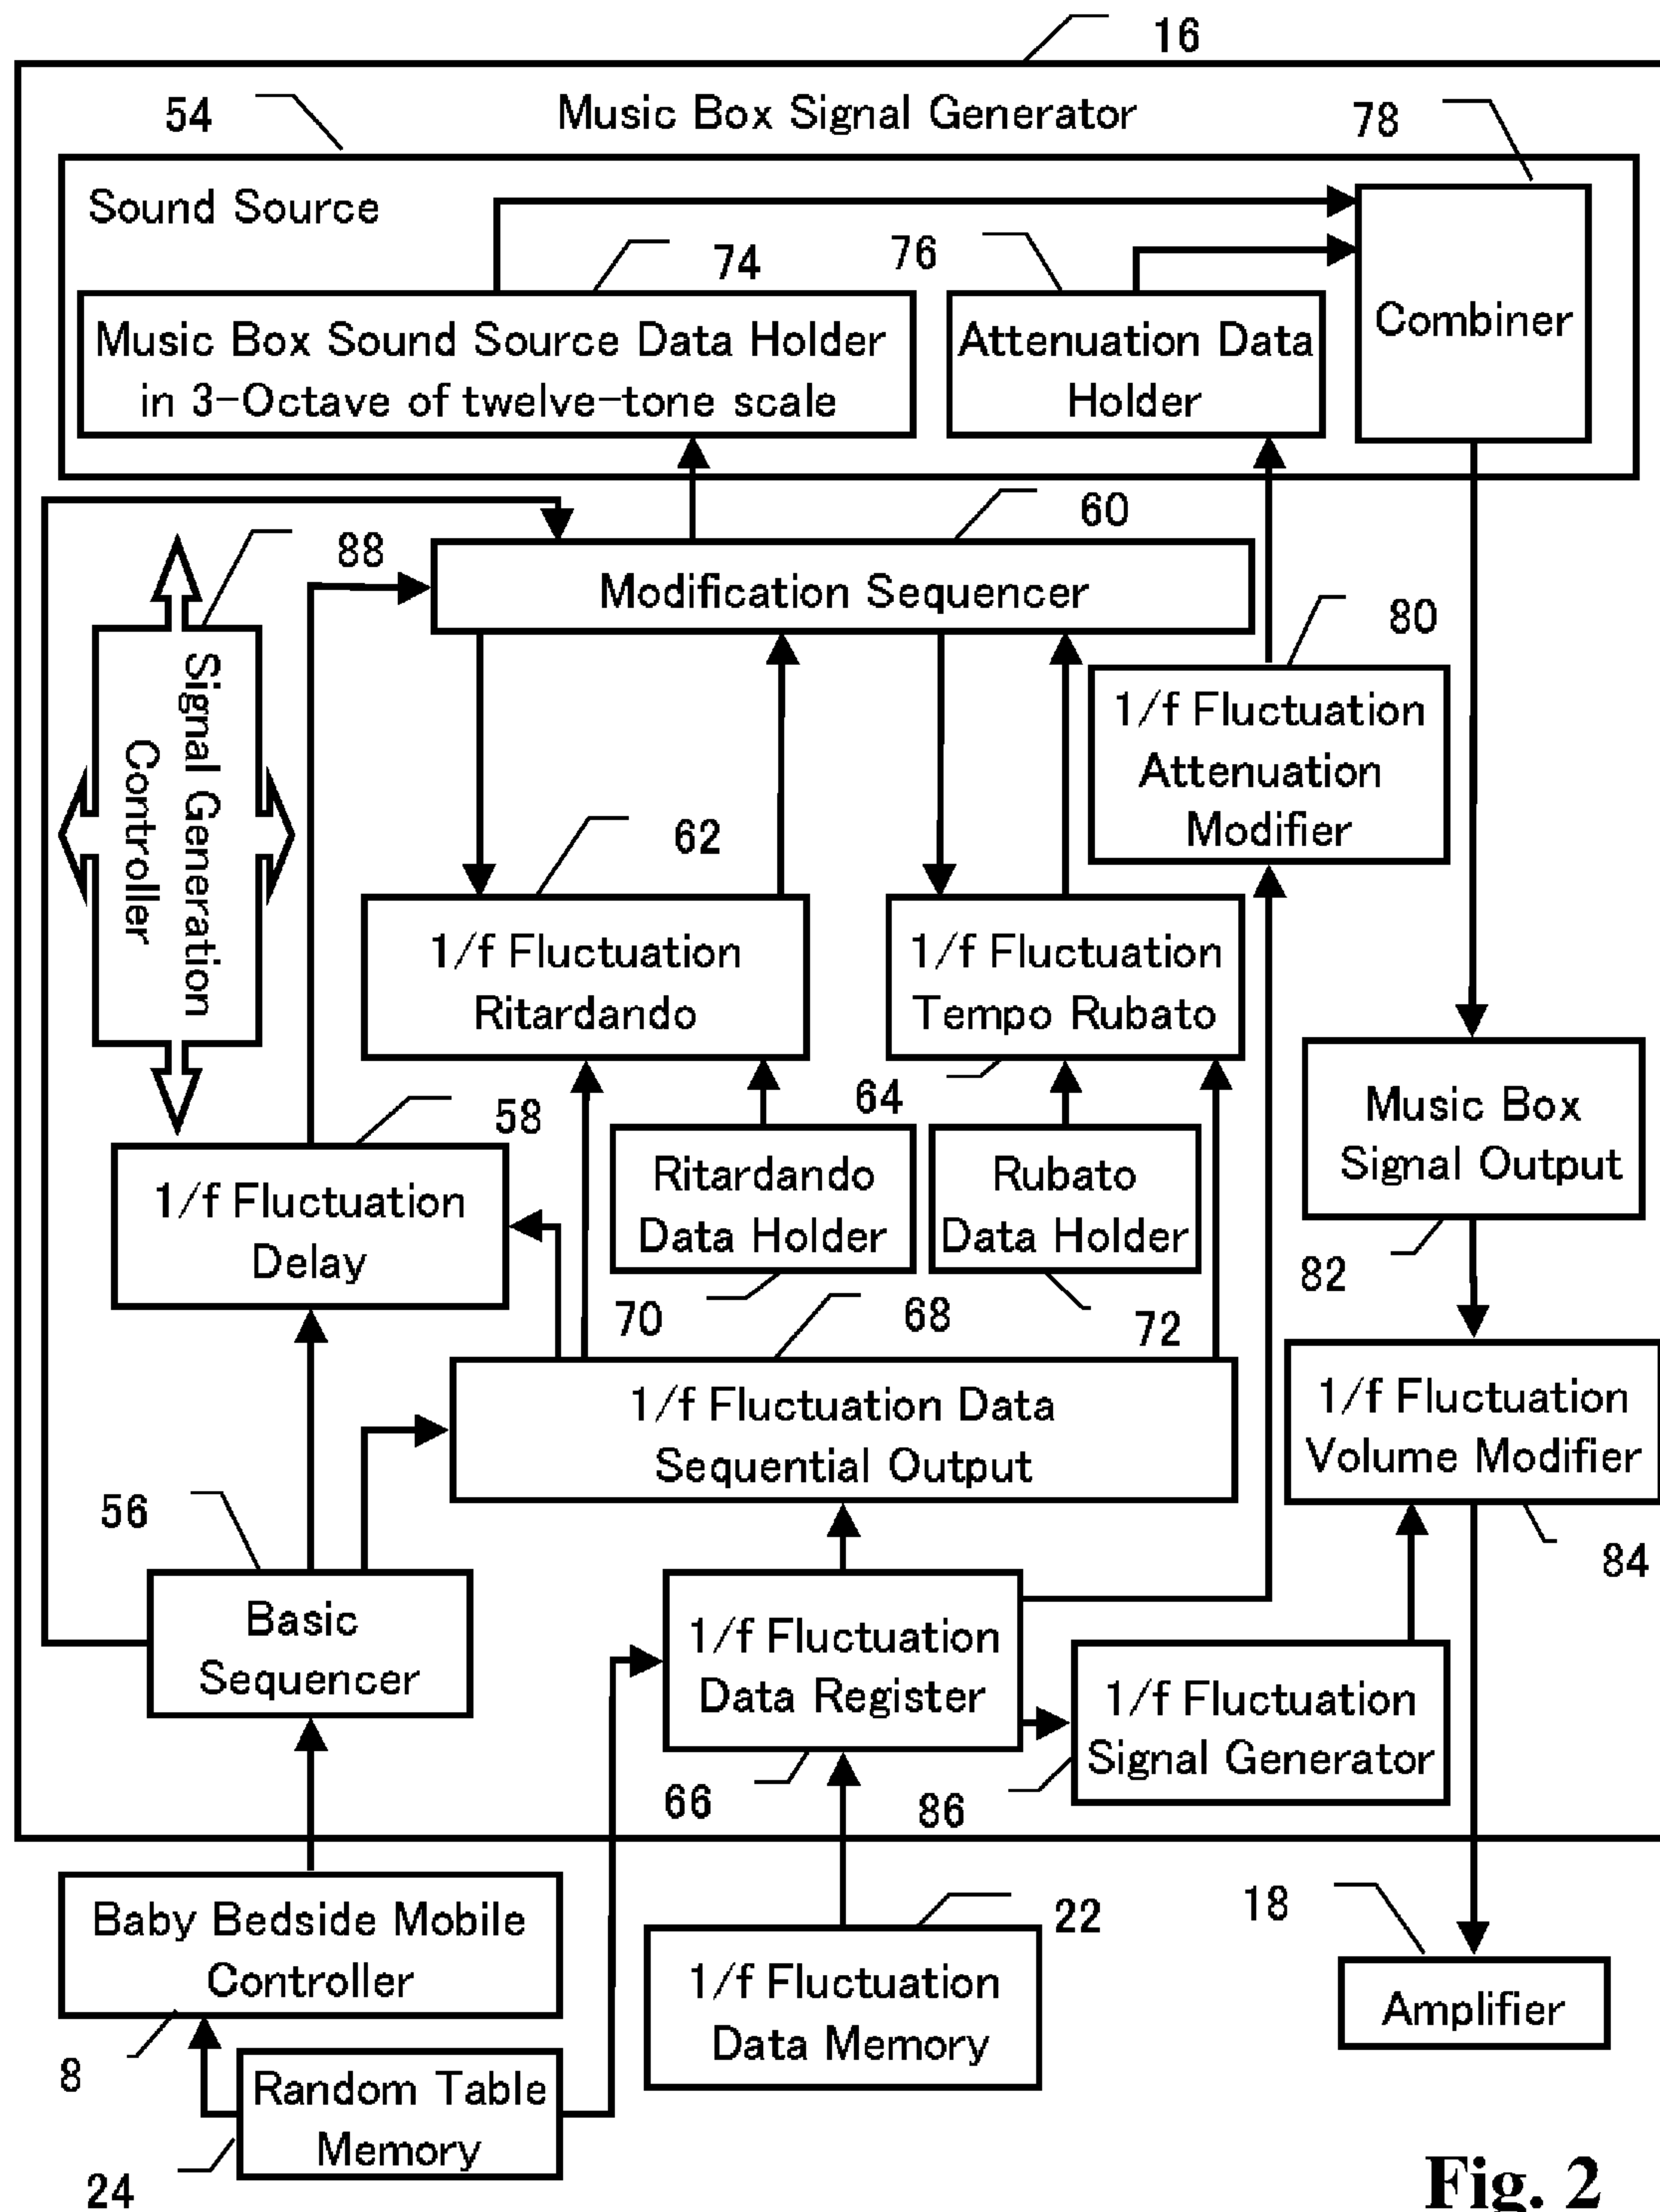 16
54
Music Box Signal Generator
78
Sound Source
74
76
Music Box Sound Source Data Holder
in 3-Octave of twelve-tone scale
Attenuation Data
Holder
Combiner
60
88
Modification Sequencer
80
Signal Generation
Controller
1/f Fluctuation
Attenuation
Modifier
62
1/f Fluctuation
Ritardando
1/f Fluctuation
Tempo Rubato
64
58
Music Box
Signal Output
1/f Fluctuation
Delay
Ritardando
Data Holder
Rubato
Data Holder
82
70
68
72
1/f Fluctuation Data
Sequential Output
1/f Fluctuation
Volume Modifier
56
84
Basic
Sequencer
1/f Fluctuation
Data Register
1/f Fluctuation
Signal Generator
66
86
Baby Bedside Mobile
Controller
22
18
1/f Fluctuation
Data Memory
Amplifier
8
Random Table
Memory
24
Fig. 2